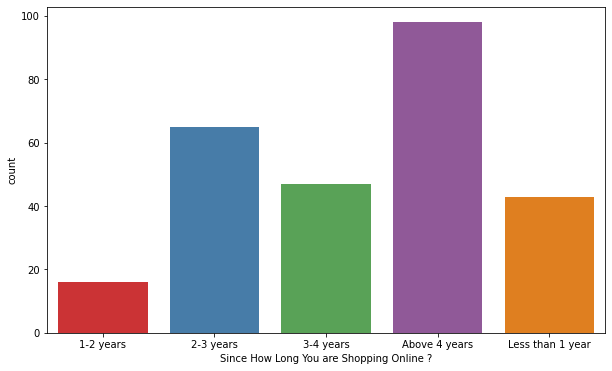 count
100
80
60
40
20
0
1-2 years
2-3 years
3-4 years
Above 4 years
Less than 1 year
Since How Long You are Shopping Online ?